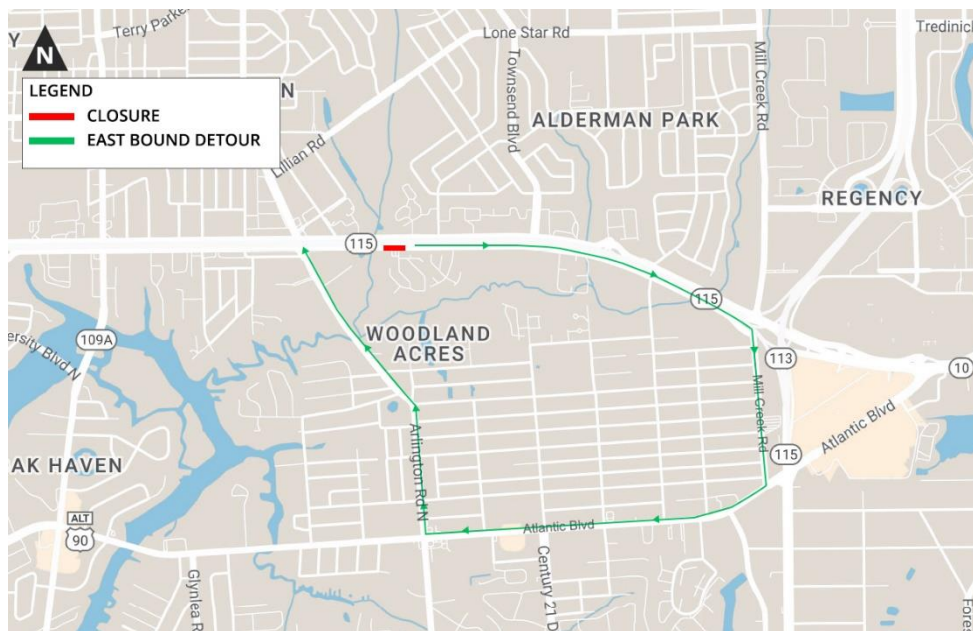 Y
Terry Parker
Lone Star Rd
Tredinick
N
LEGEND
CLOSURE
EAST BOUND DETOUR
N
Lillian Rd
Townsend Blvd
Mill Creek Rd
ALDERMAN PARK
REGENCY
115
115
109A
ersity Blvd N
WOODLAND
ACRES
113
10
Mill Creek Rd
Atlantic Blvd
115
AK HAVEN
Arlington Rd N
ALT
90
Atlantic Blvd
Glynlea R
Century 21 D
Fores